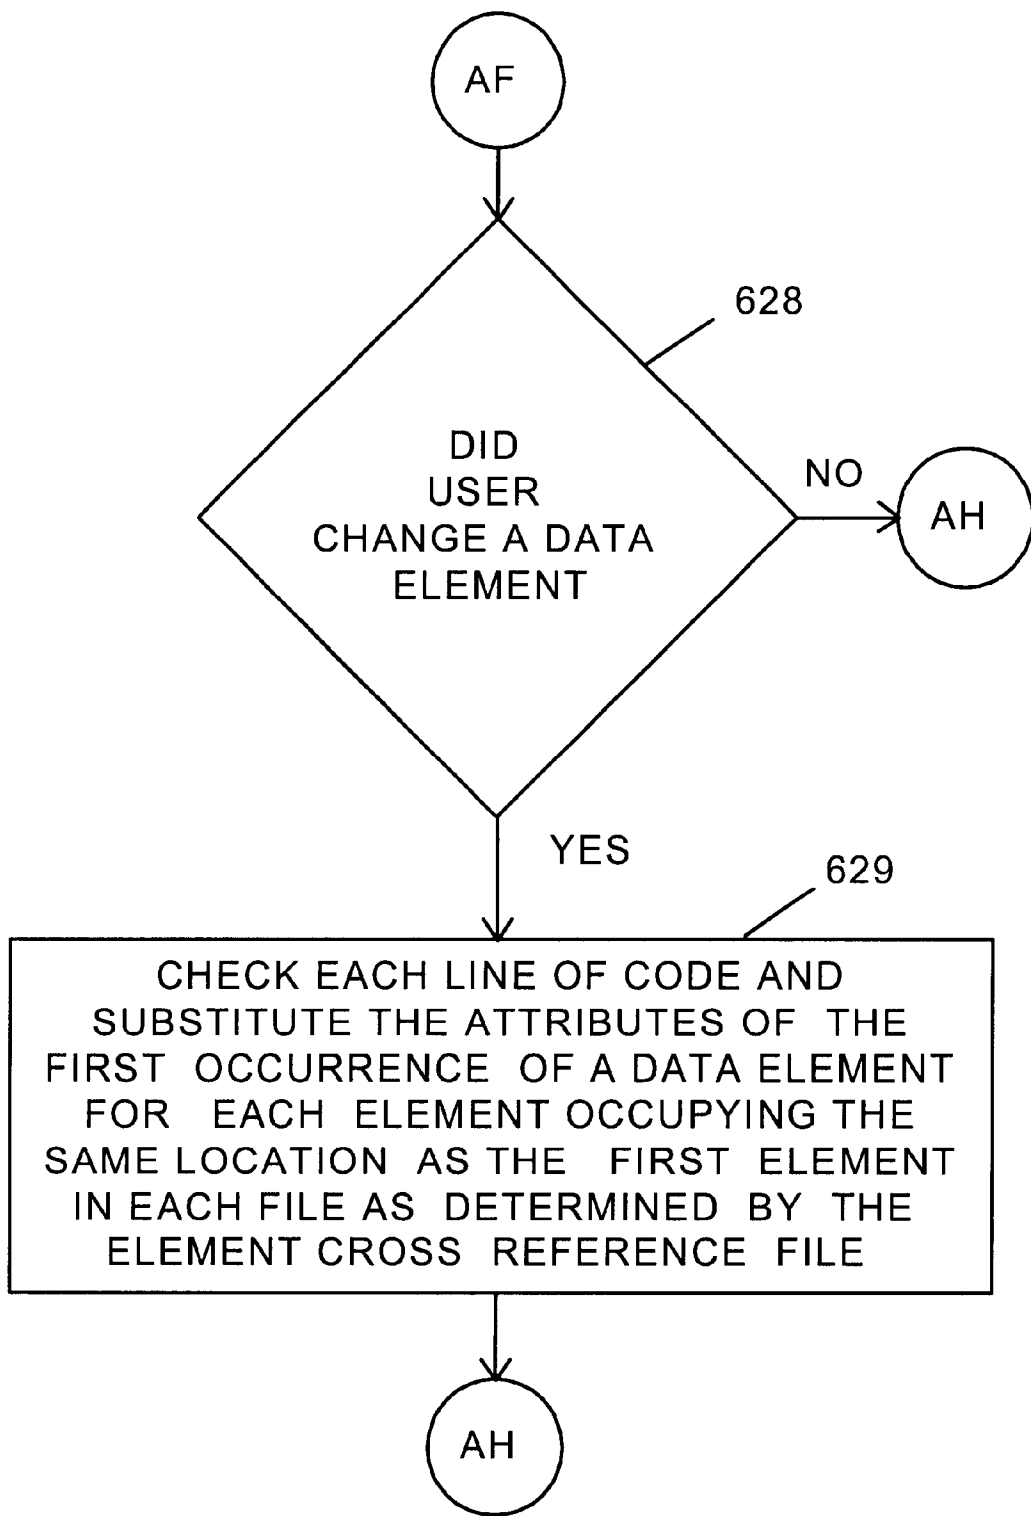 AF
628
DID
USER
CHANGE A DATA
ELEMENT
NO
AH
YES
629
CHECK EACH LINE OF CODE AND
SUBSTITUTE THE ATTRIBUTES OF THE
FIRST OCCURRENCE OF A DATA ELEMENT
FOR EACH ELEMENT OCCUPYING THE
SAME LOCATION AS THE FIRST ELEMENT
IN EACH FILE AS DETERMINED BY THE
ELEMENT CROSS REFERENCE FILE
AH